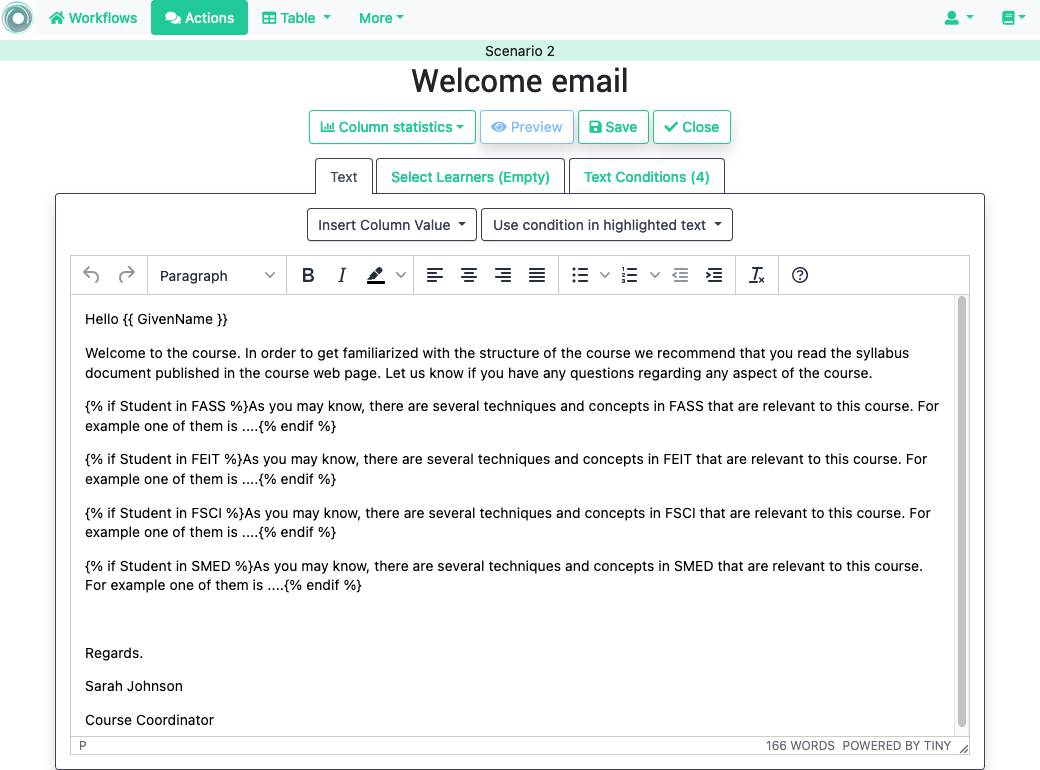 Workflows Actions Table More
Scenario 2
Welcome email
Column statistics Preview Save Close
Text Select Learners (Empty) Text Conditions (4)
Insert Column Value Use condition in highlighted text
Paragraph B I
Hello {{ GivenName }}
Welcome to the course. In order to get familiarized with the structure of the course we recommend that you read the syllabus
document published in the course web page. Let us know if you have any questions regarding any aspect of the course.
{% if Student in FASS %}As you may know, there are several techniques and concepts in FASS that are relevant to this course. For
example one of them is ....{% endif %}
{% if Student in FEIT %}As you may know, there are several techniques and concepts in FEIT that are relevant to this course. For
example one of them is ....{% endif %}
{% if Student in FSCI %}As you may know, there are several techniques and concepts in FSCI that are relevant to this course. For
example one of them is ....{% endif %}
{% if Student in SMED %}As you may know, there are several techniques and concepts in SMED that are relevant to this course.
For example one of them is ....{% endif %}
Regards.
Sarah Johnson
Course Coordinator
P 166 WORDS POWERED BY TINY